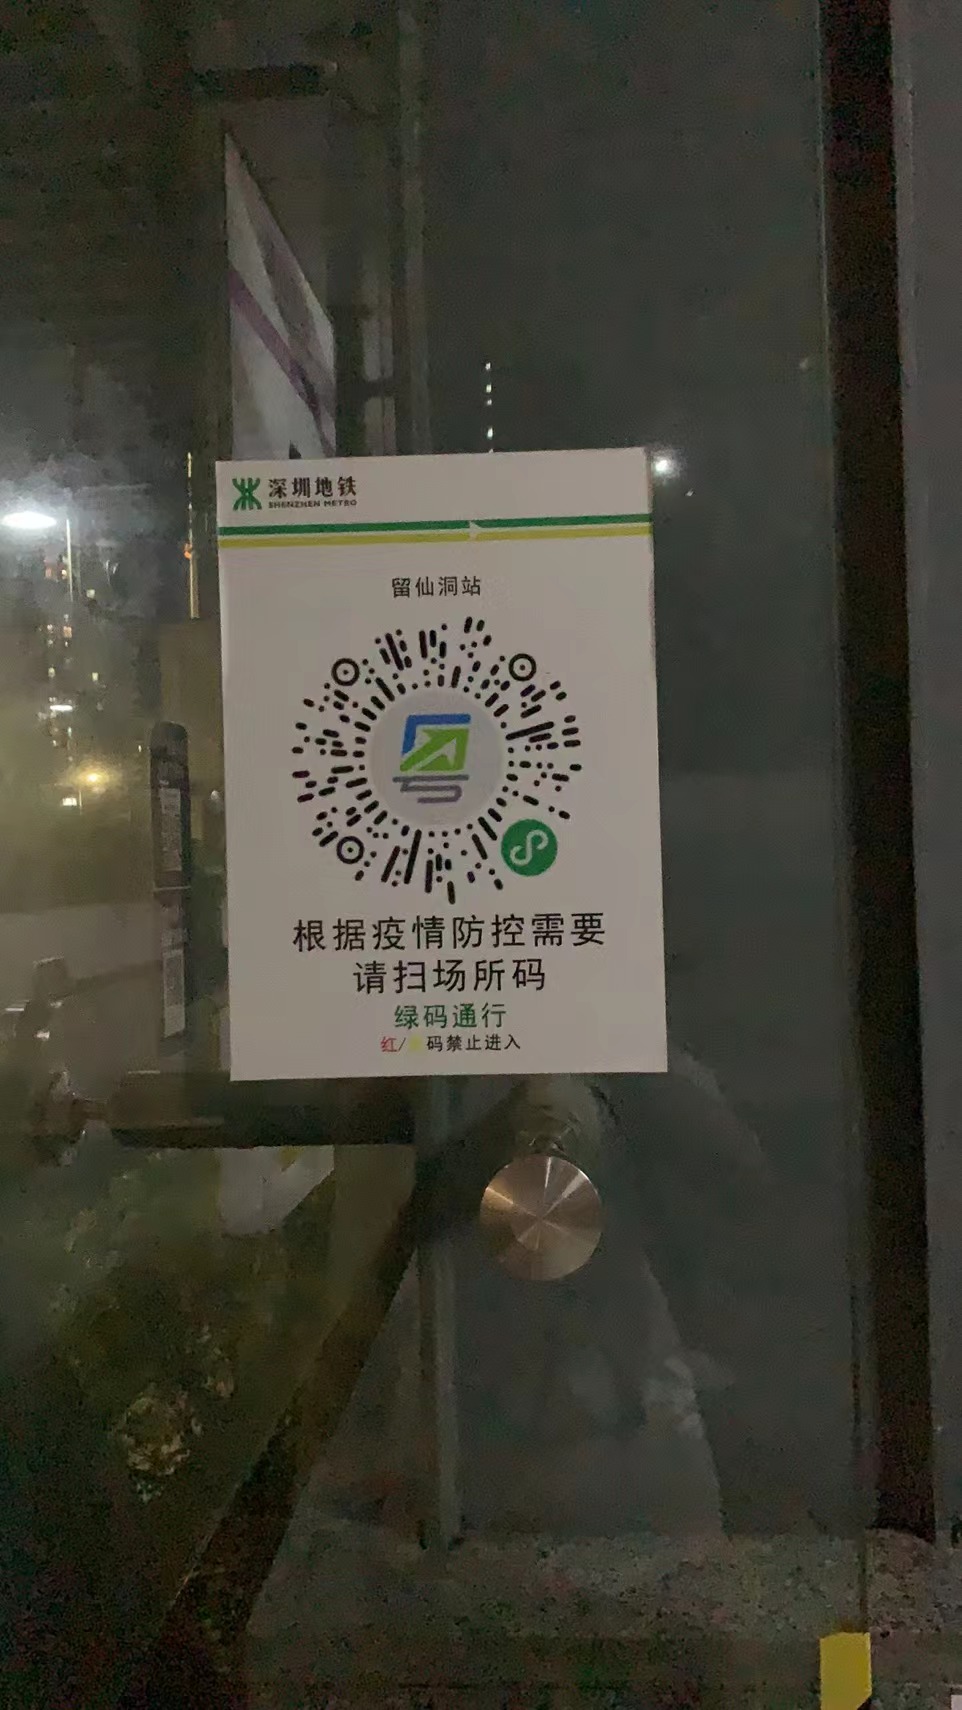 深圳地铁
SHENZHEN METRO
留仙洞站
根据疫情防控需要
请扫场所码
绿码通行
红/黄码禁止进入